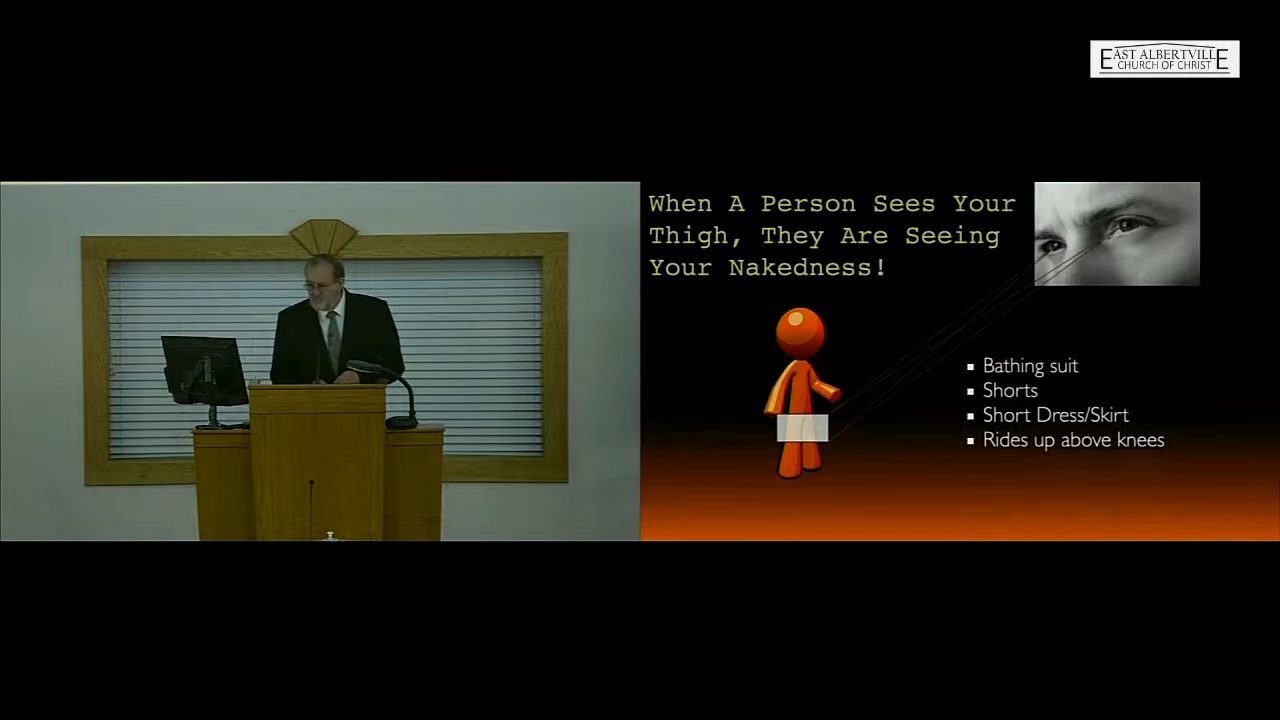 EAST ALBERTVILLE
CHURCH OF CHRIST
When A Person Sees Your
Thigh, They Are Seeing
Your Nakedness!
Bathing suit
Shorts
Short Dress/Skirt
Rides up above knees